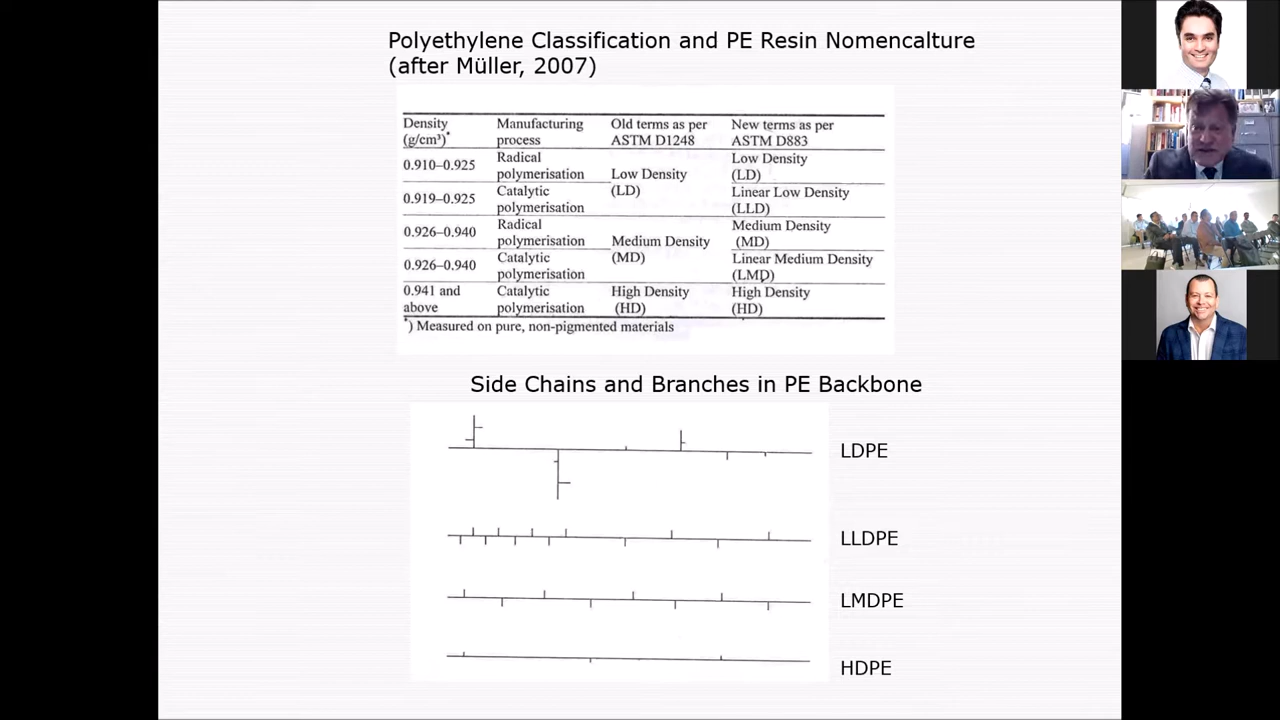 Polyethylene Classification and PE Resin Nomencalture
(after Müller, 2007)
Density Manufacturing Old terms as per New terms as per
(g/cm³)*) process ASTM D1248 ASTM D883
0.910–0.925 Radical polymerisation Low Density (LD) Low Density (LD)
0.919–0.925 Catalytic polymerisation Linear Low Density (LLD)
0.926–0.940 Radical polymerisation Medium Density (MD) Medium Density (MD)
0.926–0.940 Catalytic polymerisation Linear Medium Density (LMD)
0.941 and above Catalytic polymerisation High Density (HD) High Density (HD)
*) Measured on pure, non-pigmented materials
Side Chains and Branches in PE Backbone
LDPE
LLDPE
LMDPE
HDPE